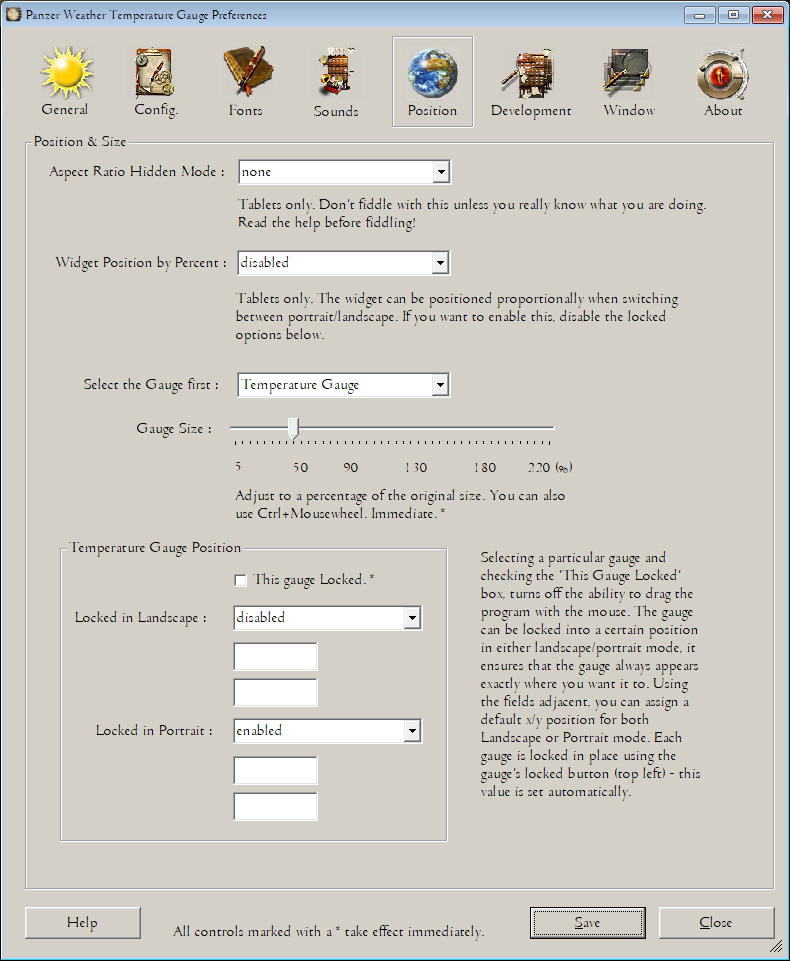 Panzer Weather Temperature Gauge Preferences
General
Config.
Fonts
Sounds
Position
Development
Window
About
Position & Size
Aspect Ratio Hidden Mode :
none
Tablets only. Don't fiddle with this unless you really know what you are doing.
Read the help before fiddling!
Widget Position by Percent :
disabled
Tablets only. The widget can be positioned proportionally when switching
between portrait/landscape. If you want to enable this, disable the locked
options below.
Select the Gauge first :
Temperature Gauge
Gauge Size :
5 50 90 130 180 220 (%)
Adjust to a percentage of the original size. You can also
use Ctrl+Mousewheel. Immediate. *
Temperature Gauge Position
This gauge Locked. *
Locked in Landscape :
disabled
Locked in Portrait :
enabled
Selecting a particular gauge and
checking the 'This Gauge Locked'
box, turns off the ability to drag the
program with the mouse. The gauge
can be locked into a certain position
in either landscape/portrait mode, it
ensures that the gauge always appears
exactly where you want it to. Using
the fields adjacent, you can assign a
default x/y position for both
Landscape or Portrait mode. Each
gauge is locked in place using the
gauge's locked button (top left) - this
value is set automatically.
Help
All controls marked with a * take effect immediately.
Save
Close